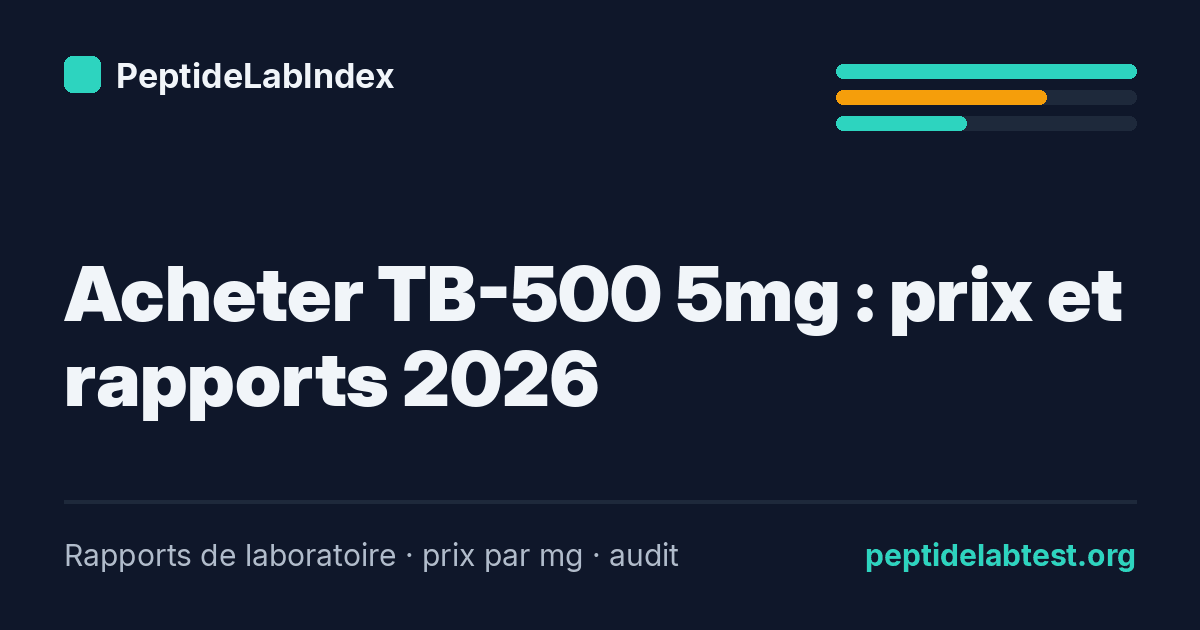 PeptideLabIndex
Acheter TB-500 5mg : prix et
rapports 2026
Rapports de laboratoire · prix par mg · audit
peptidelabtest.org